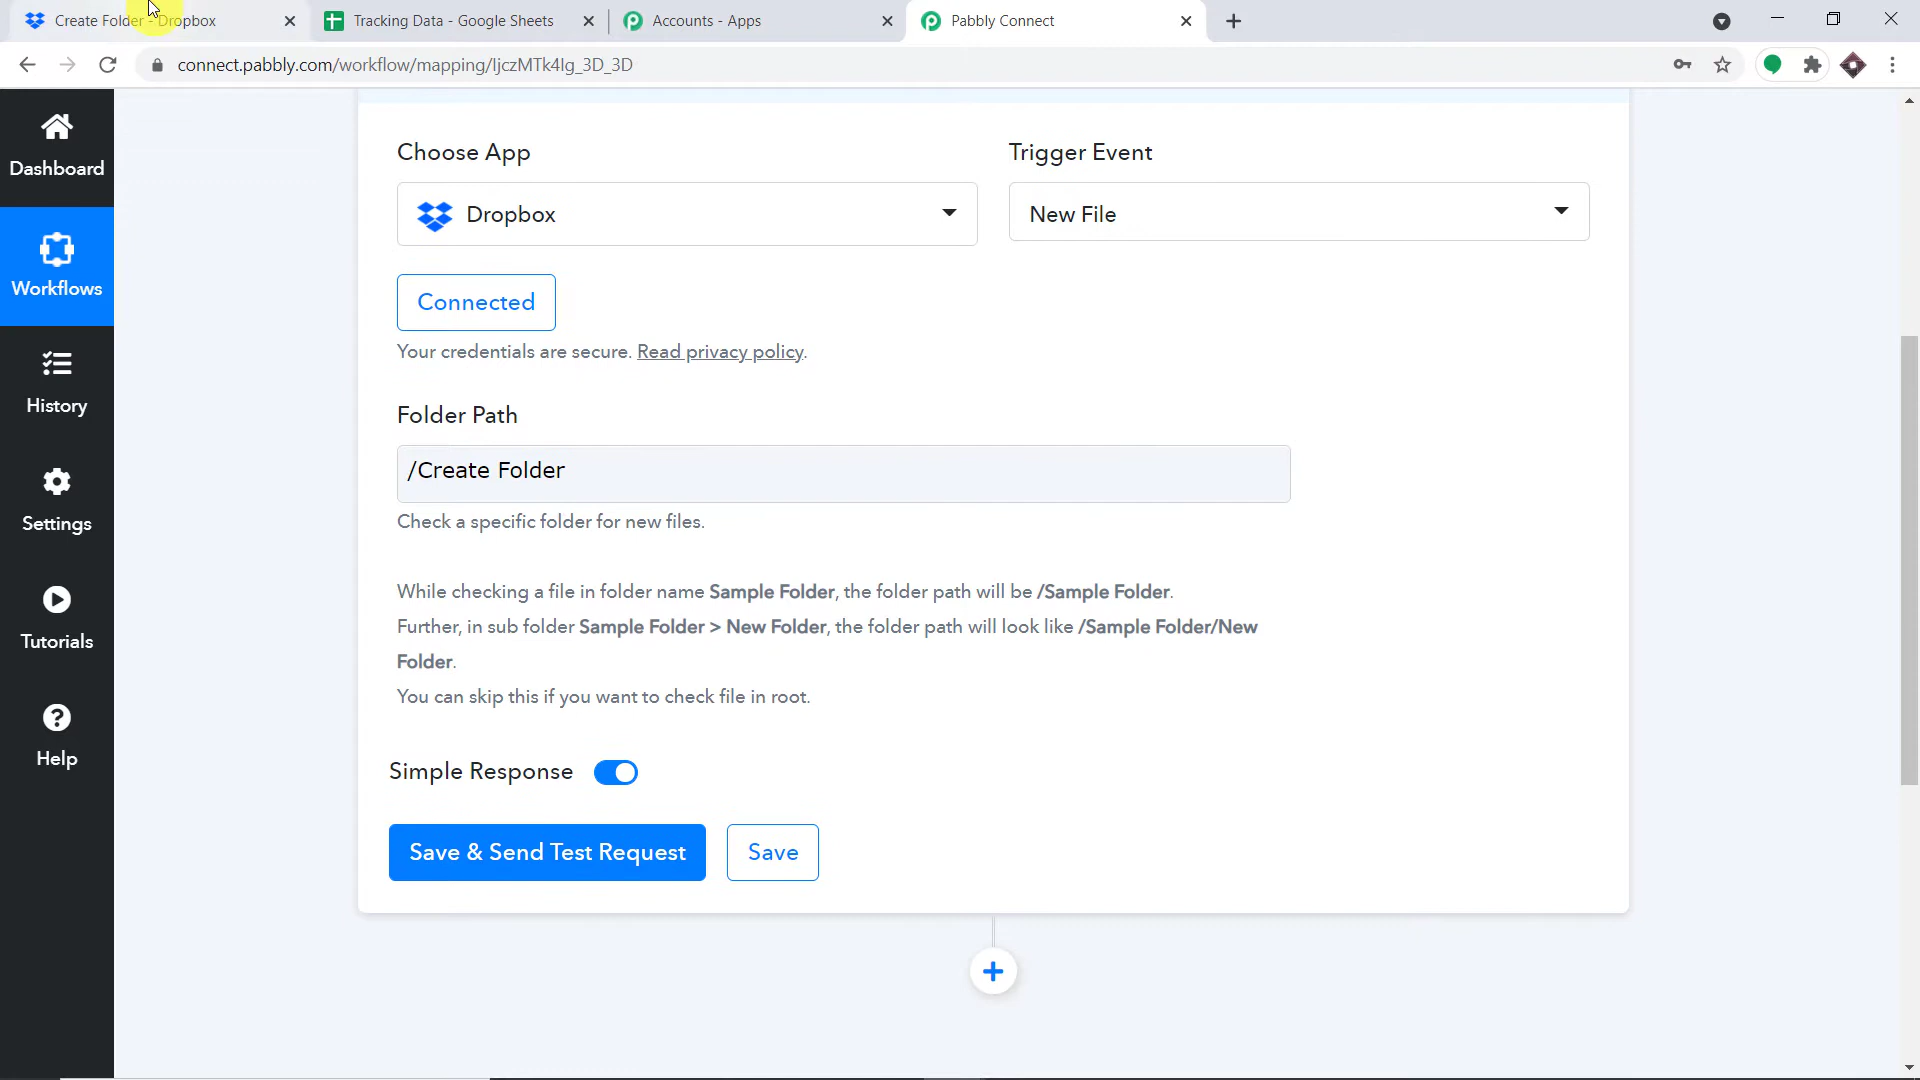 Create Folder - Dropbox
Tracking Data - Google Sheets
Accounts - Apps
Pabbly Connect
connect.pabbly.com/workflow/mapping/IjczMTk4Ig_3D_3D
Dashboard
Workflows
History
Settings
Tutorials
Help
Choose App
Trigger Event
Dropbox
New File
Connected
Your credentials are secure. Read privacy policy.
Folder Path
/Create Folder
Check a specific folder for new files.
While checking a file in folder name Sample Folder, the folder path will be /Sample Folder.
Further, in sub folder Sample Folder > New Folder, the folder path will look like /Sample Folder/New
Folder.
You can skip this if you want to check file in root.
Simple Response
Save & Send Test Request
Save